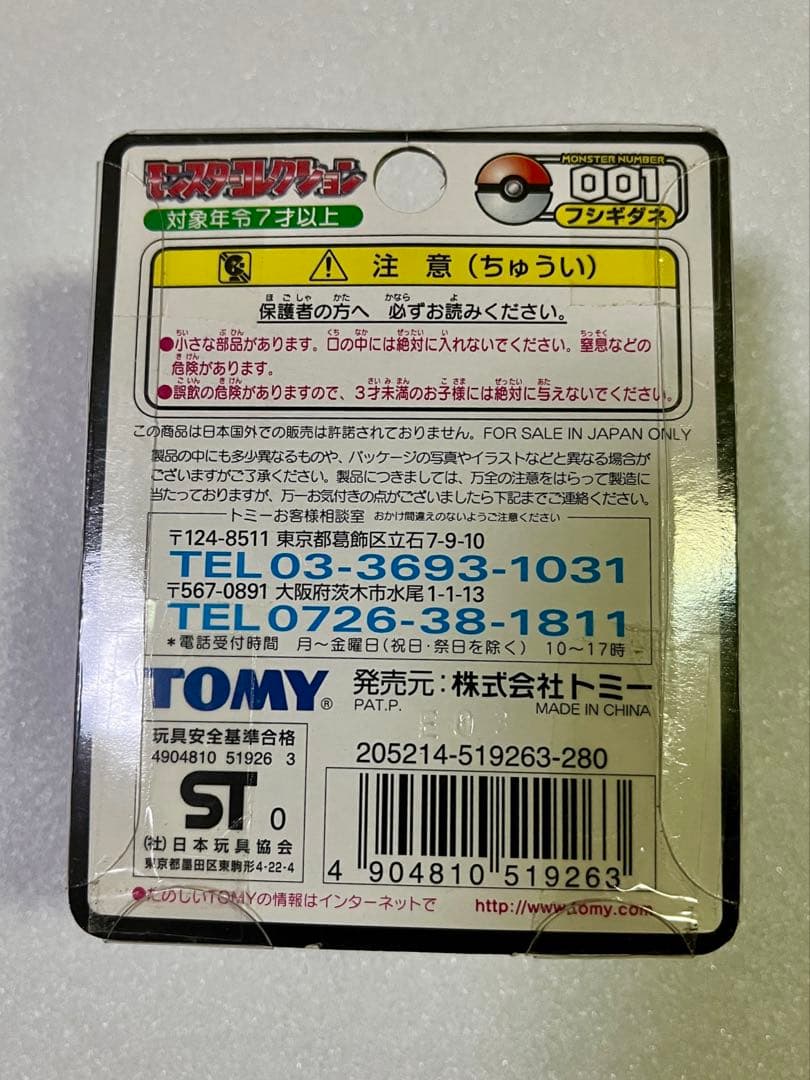 モンスターコレクション
対象年令7才以上
MONSTER NUMBER
001
フシギダネ
注意(ちゅうい)
保護者の方へ 必ずお読みください。
●小さな部品があります。口の中には絶対に入れないでください。窒息などの
危険があります。
●誤飲の危険がありますので、3才未満のお子様には絶対に与えないでください。
この商品は日本国外での販売は許諾されておりません。FOR SALE IN JAPAN ONLY
製品の中にも多少異なるものや、パッケージの写真やイラストなどと異なる場合が
ございますがご了承ください。製品につきましては、万全の注意をはらって製造に
当たっておりますが、万一お気付きの点がございましたら下記までご連絡ください。
トミーお客様相談室 おかけ間違えのないようご注意ください
〒124-8511 東京都葛飾区立石7-9-10
TEL 03-3693-1031
〒567-0891 大阪府茨木市水尾1-1-13
TEL 0726-38-1811
*電話受付時間 月〜金曜日(祝日・祭日を除く) 10〜17時
TOMY® 発売元:株式会社トミー
PAT.P. MADE IN CHINA
玩具安全基準合格
4904810 51926 3
ST 0
(社)日本玩具協会
東京都墨田区東駒形4-22-4
205214-519263-280
4 904810 519263
●たのしいTOMYの情報はインターネットで http://www.tomy.com